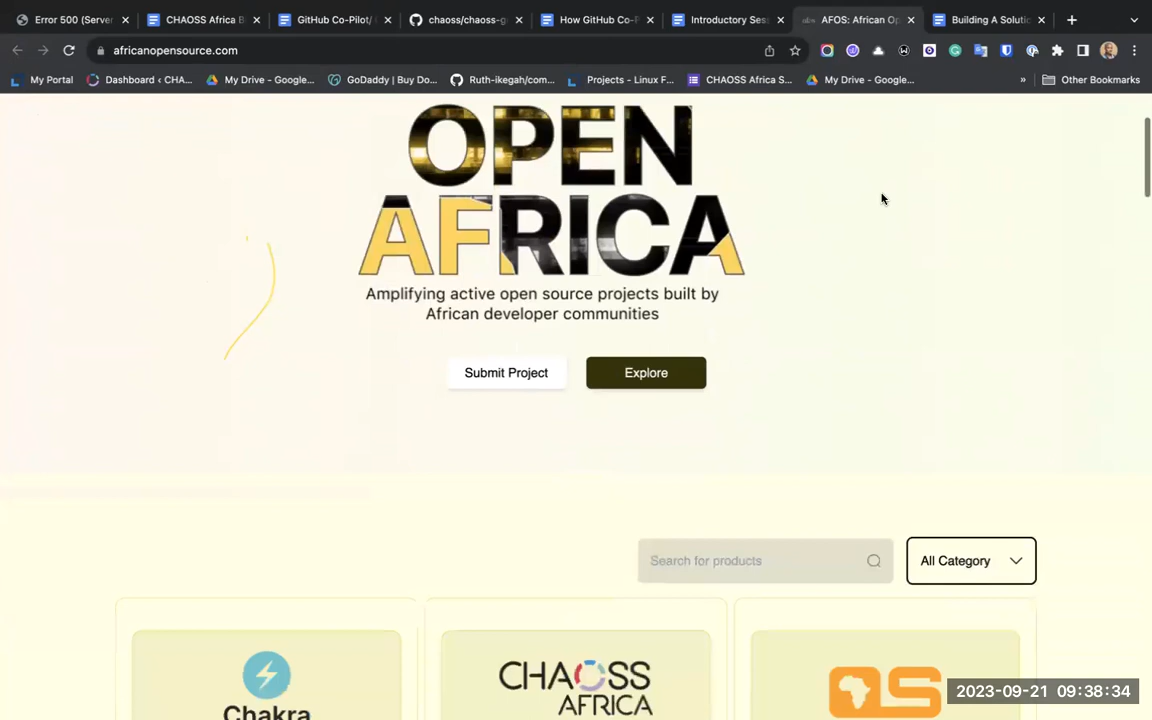 Error 500 (Server
CHAOSS Africa B
GitHub Co-Pilot/
chaoss/chaoss-g
How GitHub Co-P
Introductory Ses
AFOS: African Op
Building A Solutio
africanopensource.com
My Portal
Dashboard ‹ CHA...
My Drive - Google...
GoDaddy | Buy Do...
Ruth-ikegah/com...
Projects - Linux F...
CHAOSS Africa S...
My Drive - Google...
»
Other Bookmarks
OPEN
AFRICA
Amplifying active open source projects built by
African developer communities
Submit Project
Explore
Search for products
All Category
Chakra
CHAOSS
AFRICA
2023-09-21 09:38:34